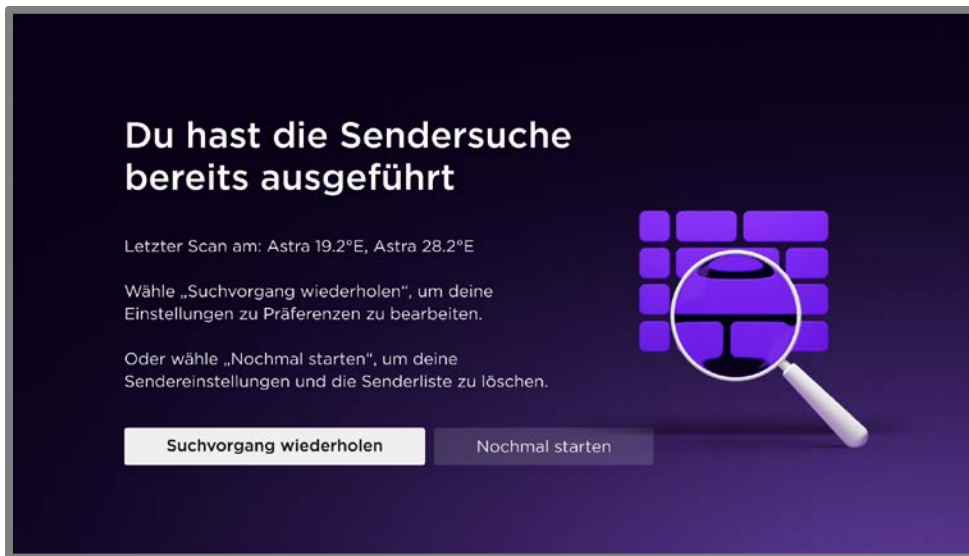 Du hast die Sendersuche
bereits ausgeführt
Letzter Scan am: Astra 19.2°E, Astra 28.2°E
Wähle „Suchvorgang wiederholen“, um deine
Einstellungen zu Präferenzen zu bearbeiten.
Oder wähle „Nochmal starten“, um deine
Sendereinstellungen und die Senderliste zu löschen.
Suchvorgang wiederholen
Nochmal starten